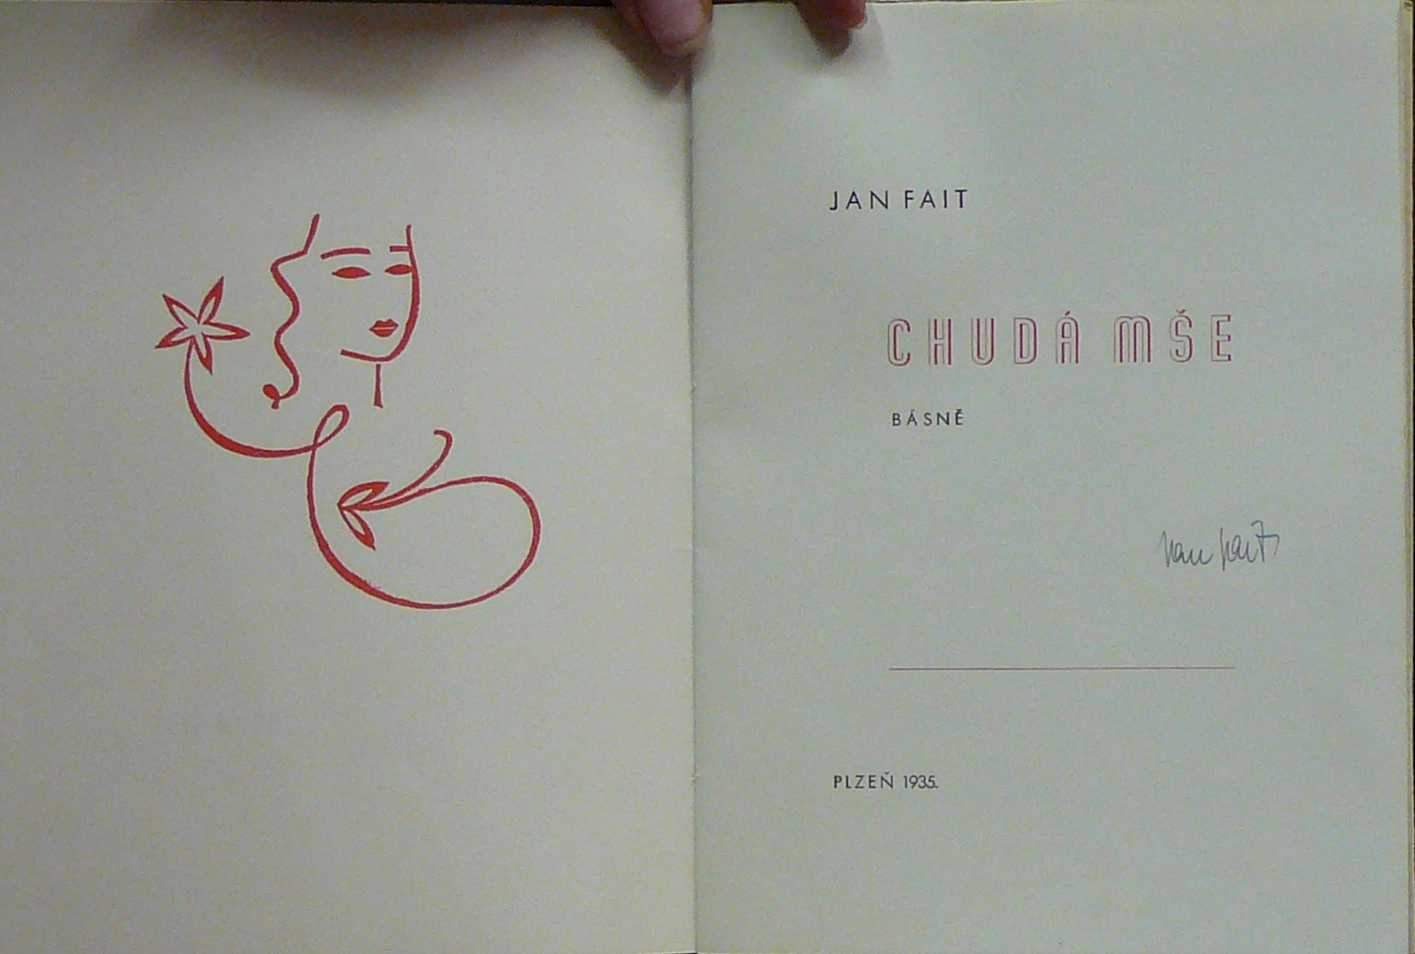 JAN FAIT
CHUDÁ MŠE
BÁSNĚ
Jan Fait
PLZEŇ 1935.